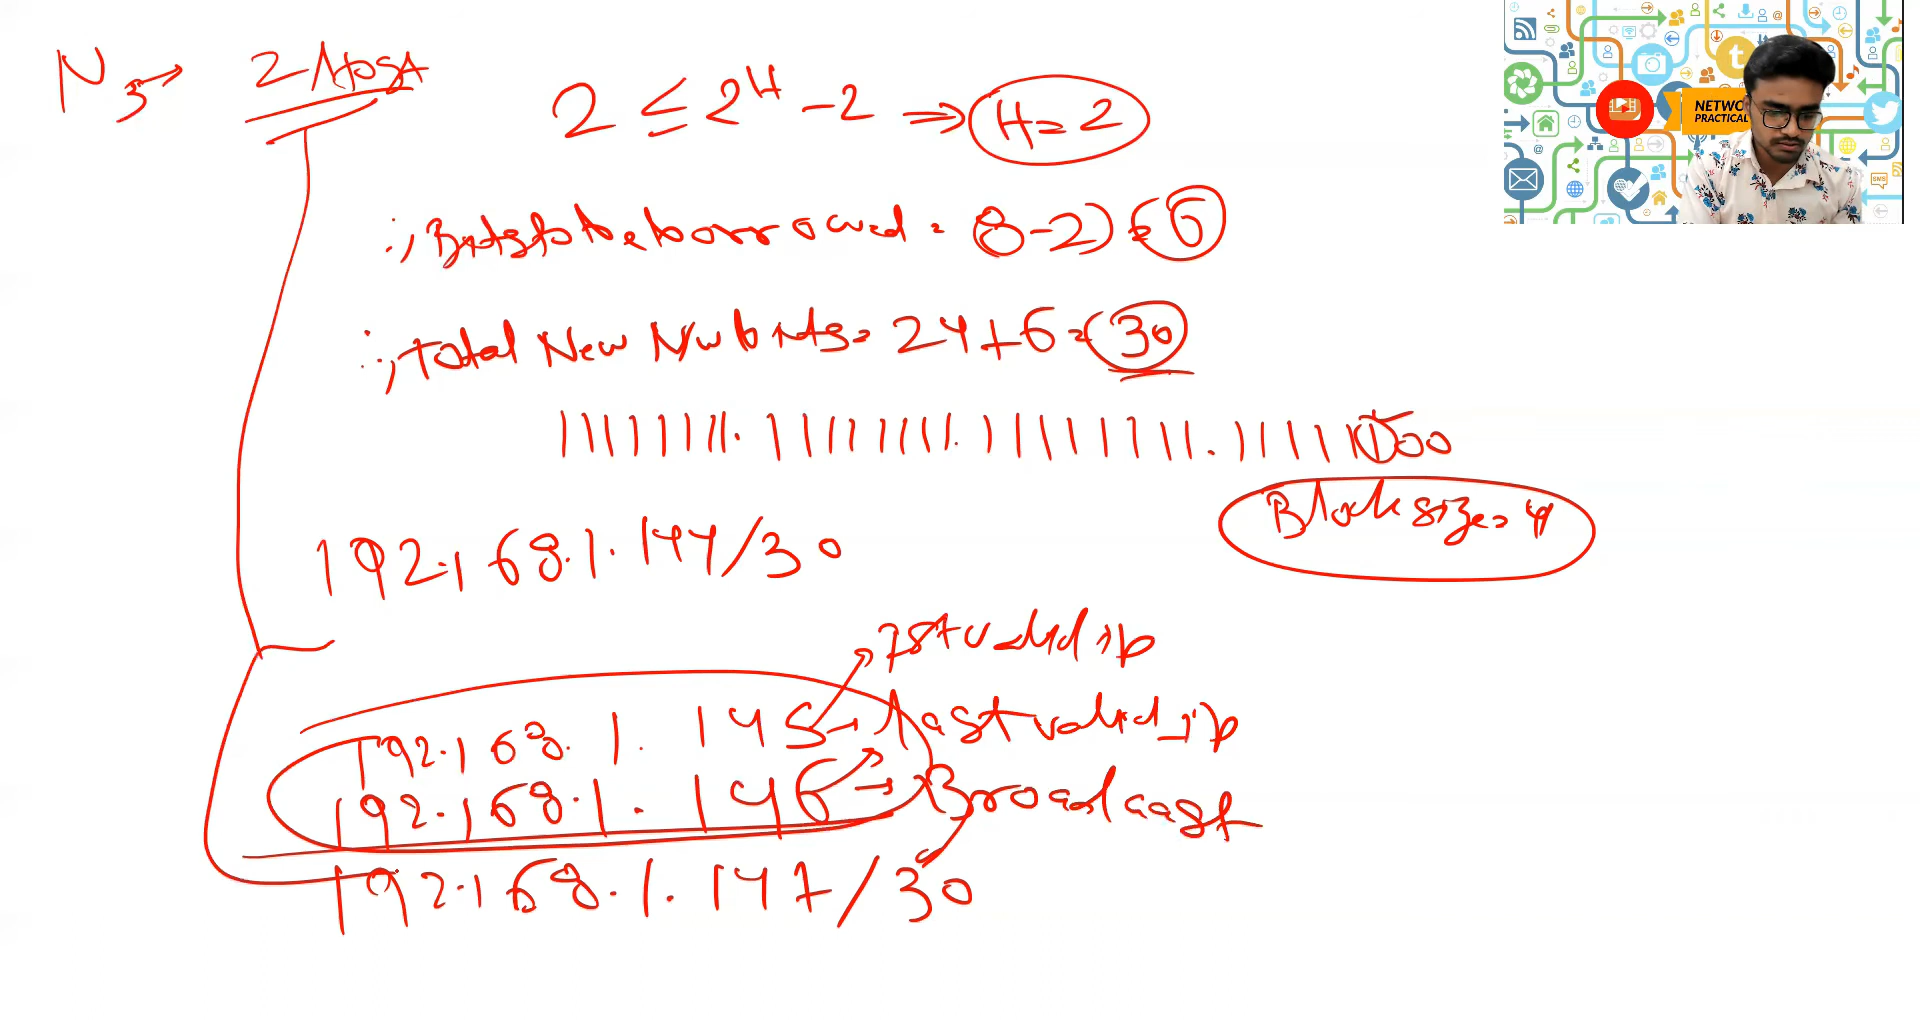 N3→ 2 Host
2 ≤ 2^H - 2 ⇒ H = 2
∴, Bits to be borrowed = (8-2) = 6
∴, total New N/w bits = 24+6 = 30
11111111.11111111.11111111.11111100
Block size = 4
192.168.1.144/30
1st valid ip
192.168.1.145 → last valid ip
192.168.1.146 → Broadcast
192.168.1.147/30
NETWO
PRACTICAL
SMS